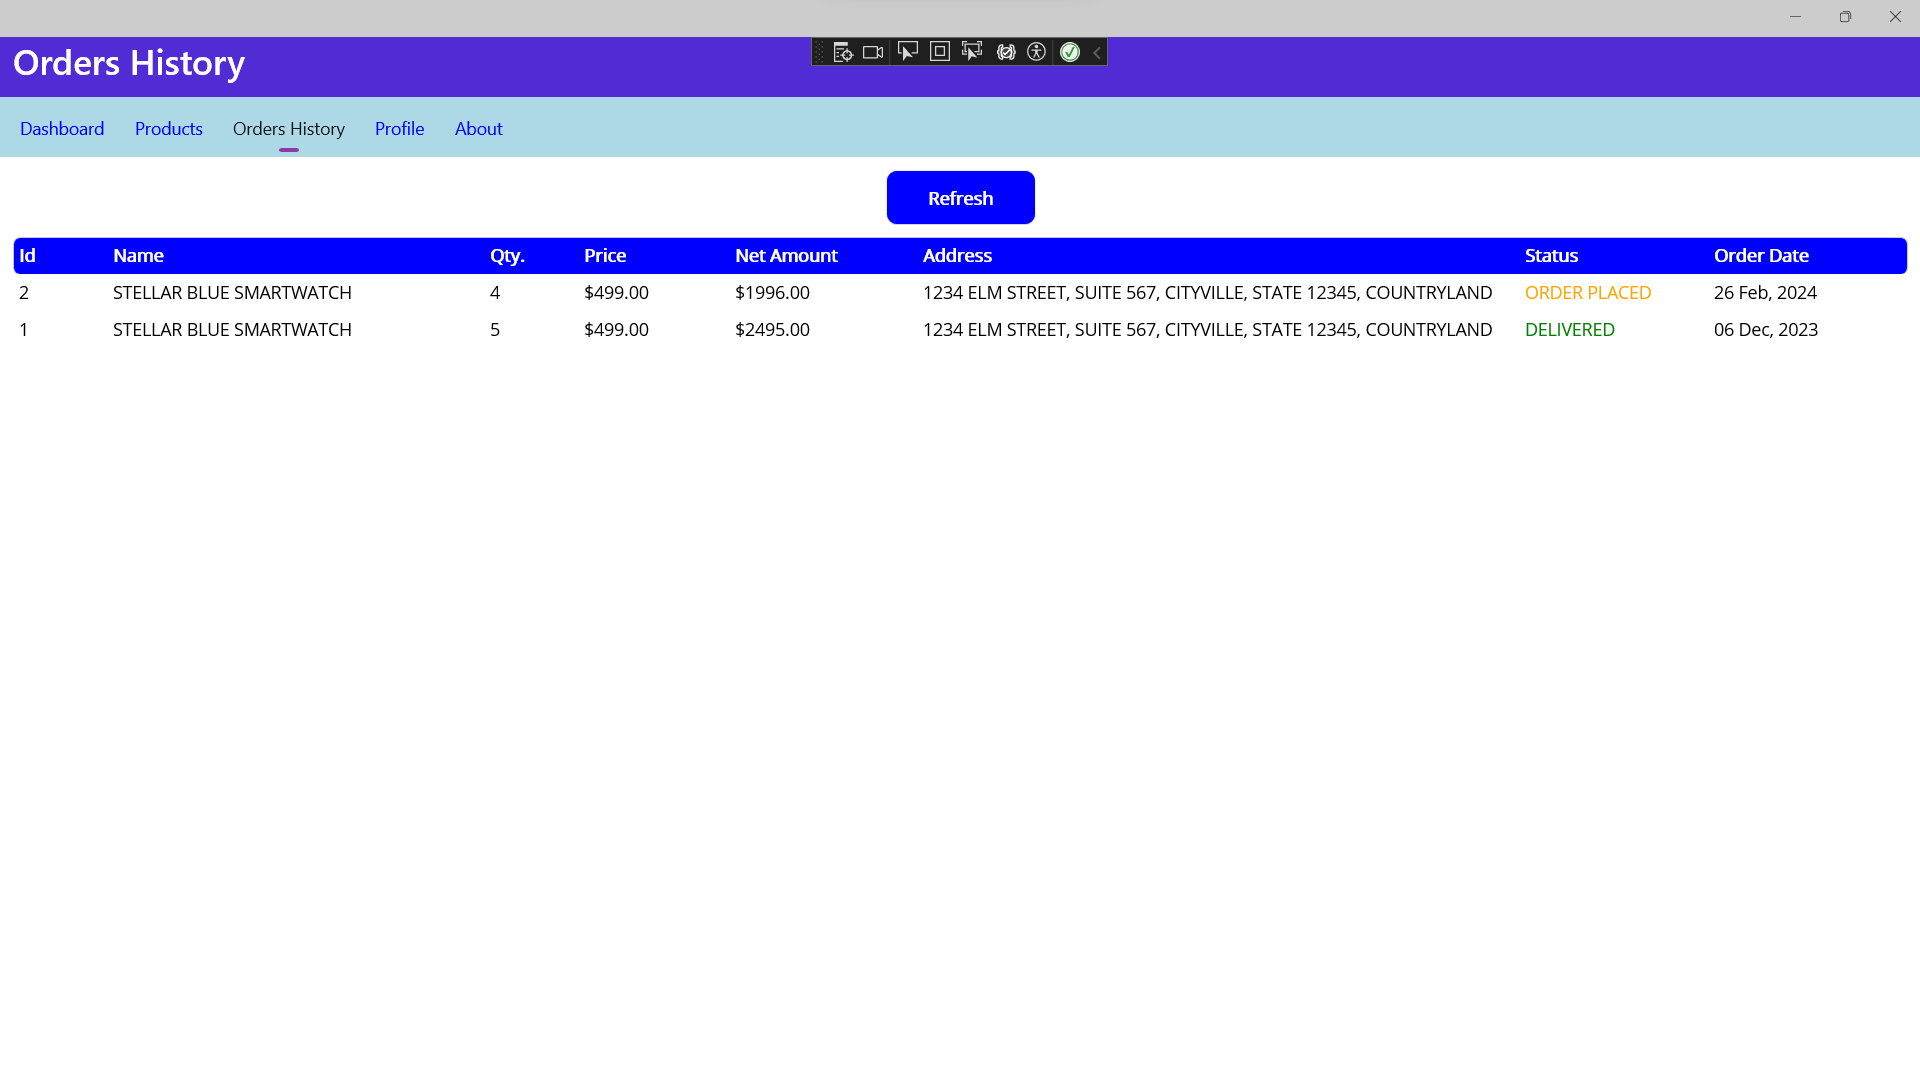 Orders History
Dashboard Products Orders History Profile About
Refresh
Id Name Qty. Price Net Amount Address Status Order Date
2 STELLAR BLUE SMARTWATCH 4 $499.00 $1996.00 1234 ELM STREET, SUITE 567, CITYVILLE, STATE 12345, COUNTRYLAND ORDER PLACED 26 Feb, 2024
1 STELLAR BLUE SMARTWATCH 5 $499.00 $2495.00 1234 ELM STREET, SUITE 567, CITYVILLE, STATE 12345, COUNTRYLAND DELIVERED 06 Dec, 2023